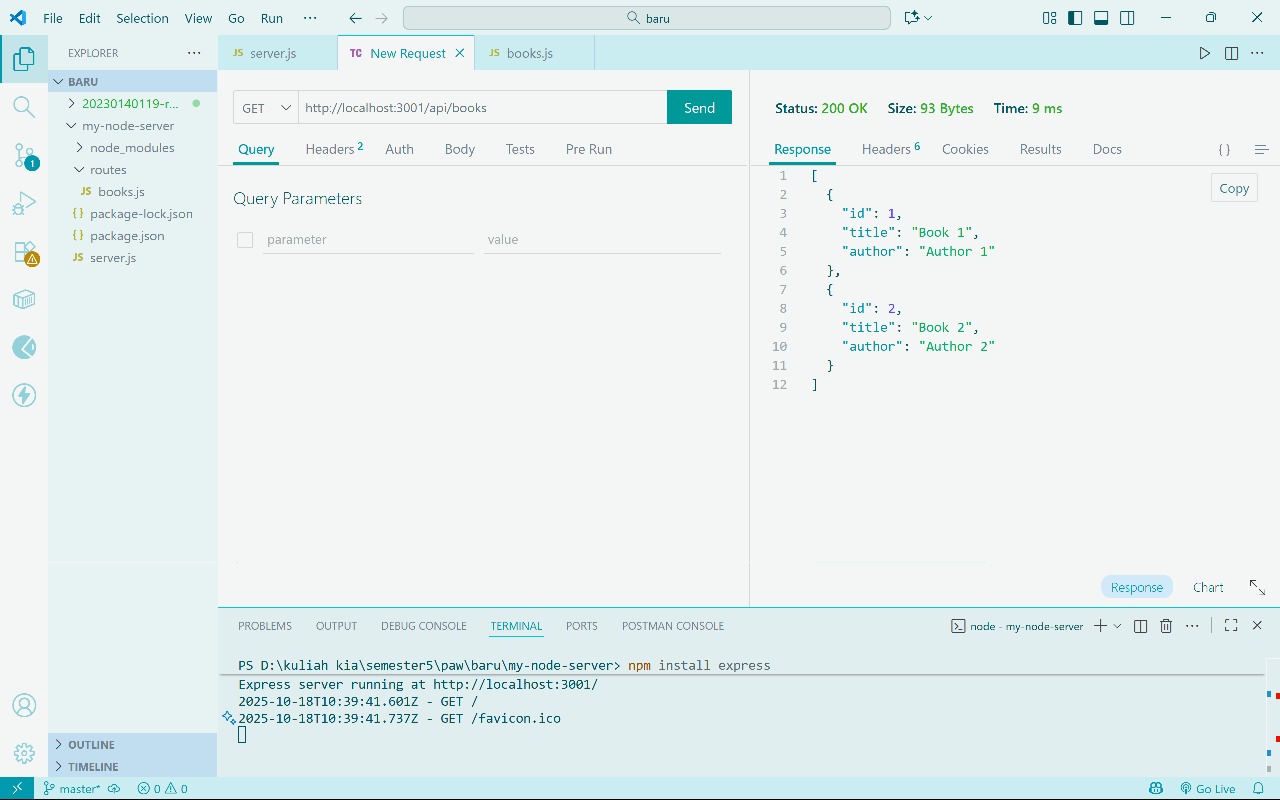 File Edit Selection View Go Run ···
baru
EXPLORER ···
BARU
20230140119-r...
my-node-server
node_modules
routes
JS books.js
{} package-lock.json
{} package.json
JS server.js
OUTLINE
TIMELINE
1
JS server.js
TC New Request
JS books.js
GET http://localhost:3001/api/books Send
Query Headers 2 Auth Body Tests Pre Run
Query Parameters
parameter value
Status: 200 OK Size: 93 Bytes Time: 9 ms
Response Headers 6 Cookies Results Docs {}
Copy
1 [
2 {
3 "id": 1,
4 "title": "Book 1",
5 "author": "Author 1"
6 },
7 {
8 "id": 2,
9 "title": "Book 2",
10 "author": "Author 2"
11 }
12 ]
Response Chart
PROBLEMS OUTPUT DEBUG CONSOLE TERMINAL PORTS POSTMAN CONSOLE
node - my-node-server
PS D:\kuliah kia\semester5\paw\baru\my-node-server> npm install express
Express server running at http://localhost:3001/
2025-10-18T10:39:41.601Z - GET /
2025-10-18T10:39:41.737Z - GET /favicon.ico
master* 0 0 Go Live